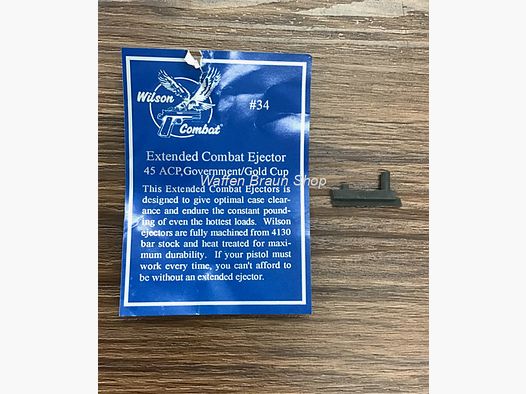 Wilson
Combat®
#34
Extended Combat Ejector
45 ACP,Government/Gold Cup
Waffen Braun Shop
This Extended Combat Ejectors is
designed to give optimal case clear-
ance and endure the constant pound-
ing of even the hottest loads. Wilson
ejectors are fully machined from 4130
bar stock and heat treated for maxi-
mum durability. If your pistol must
work every time, you can't afford to
be without an extended ejector.